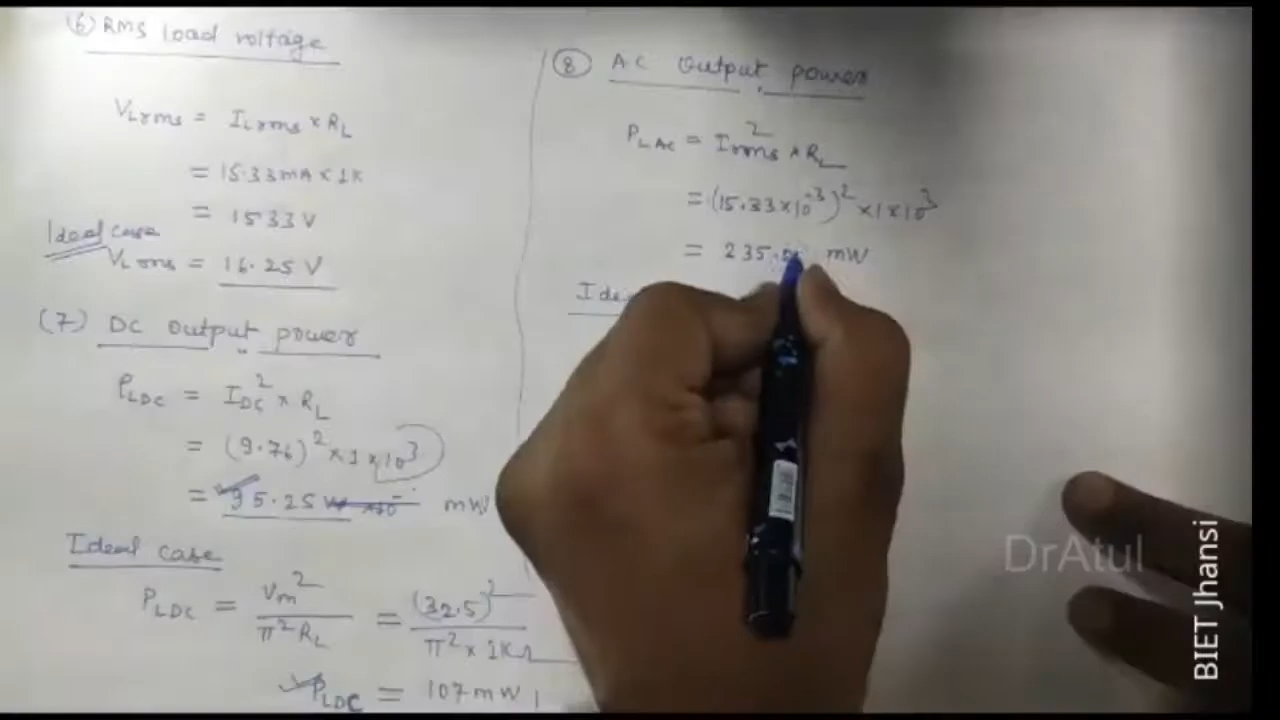 (6) RMS load voltage
VLrms = ILrms × RL
= 15.33mA × 1K
= 15.33 V
Ideal case
VLrms = 16.25 V
(7) DC output power
PLDC = IDC² × RL
= (9.76)² × 1 × 10³
= 95.25 mW
Ideal case
PLDC = Vm² / π² RL = (32.5)² / π² × 1KΩ
PLDC = 107 mW
(8) AC Output power
PLAC = Irms² × RL
= (15.33×10⁻³)² × 1×10³
= 235. mW
DrAtul
BIET Jhansi